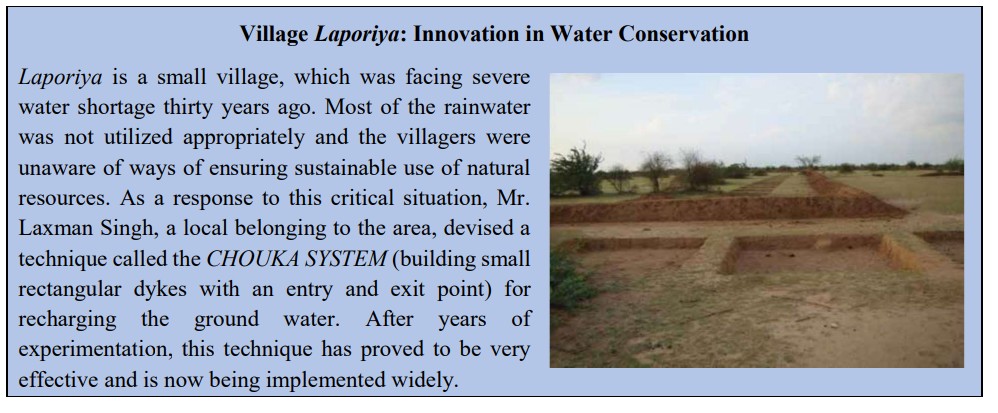 Village Laporiya: Innovation in Water Conservation
Laporiya is a small village, which was facing severe
water shortage thirty years ago. Most of the rainwater
was not utilized appropriately and the villagers were
unaware of ways of ensuring sustainable use of natural
resources. As a response to this critical situation, Mr.
Laxman Singh, a local belonging to the area, devised a
technique called the CHOUKA SYSTEM (building small
rectangular dykes with an entry and exit point) for
recharging the ground water. After years of
experimentation, this technique has proved to be very
effective and is now being implemented widely.